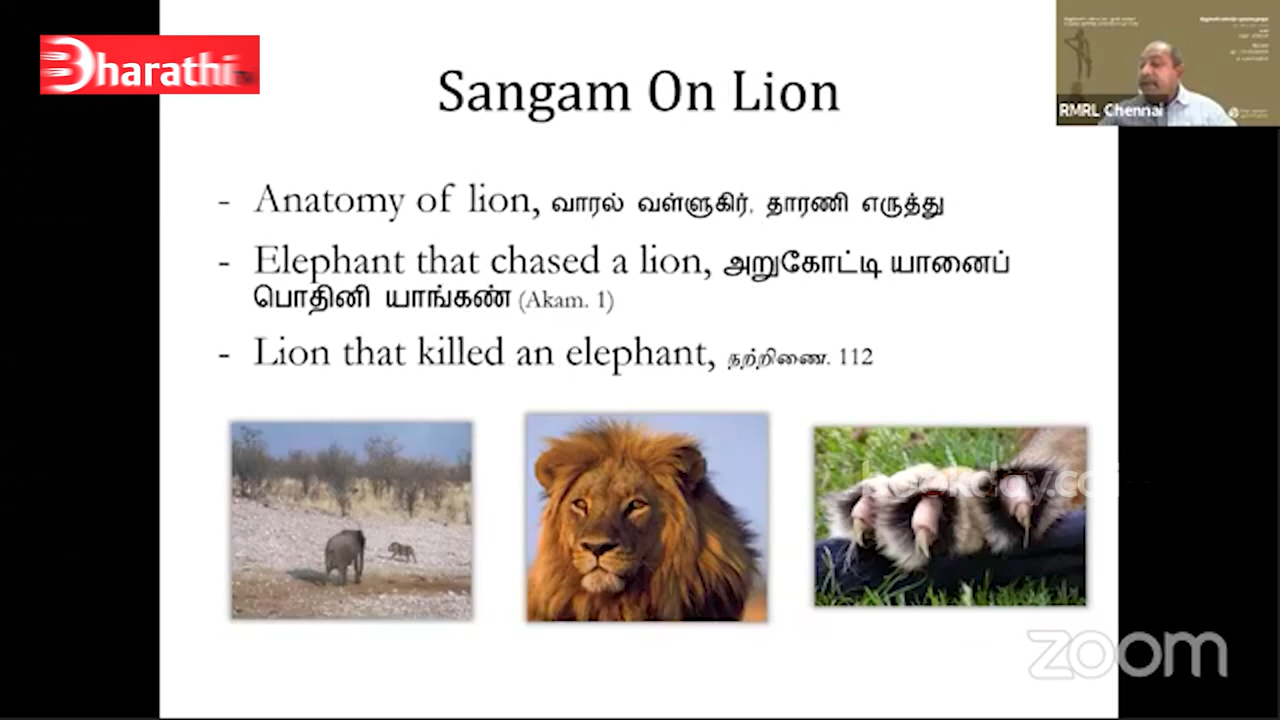 Bharathi
Sangam On Lion
RMRL Chennai
- Anatomy of lion, வாரல் வள்ளுகிர், தாரணி எருத்து
- Elephant that chased a lion, அறுகோட்டி யானைப்
பொதினி யாங்கண் (Akam. 1)
- Lion that killed an elephant, நற்றிணை. 112
zoom